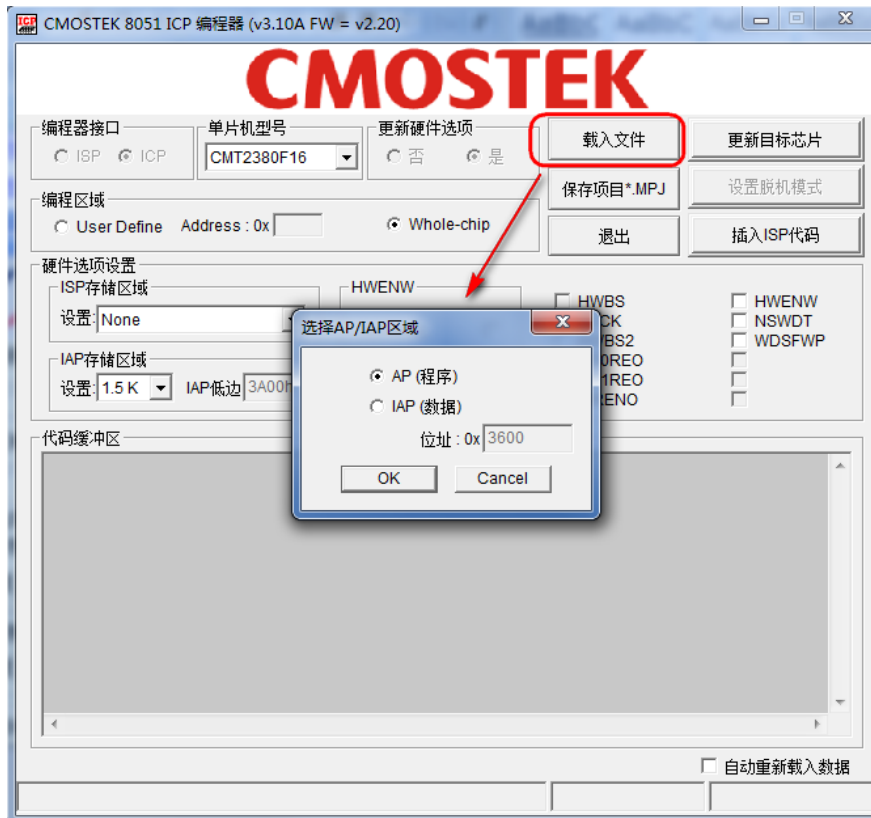 CMOSTEK 8051 ICP 编程器 (v3.10A FW = v2.20)
CMOSTEK
编程器接口
ISP ICP
单片机型号
CMT2380F16
更新硬件选项
否 是
载入文件
更新目标芯片
保存项目*.MPJ
设置脱机模式
退出
插入ISP代码
编程区域
User Define Address : 0x
Whole-chip
硬件选项设置
ISP存储区域
设置: None
HWENW
HWBS
HWENW
NSWDT
WDSFWP
IAP存储区域
设置: 1.5 K IAP低边 3A00h
选择AP/IAP区域
AP (程序)
IAP (数据)
位址 : 0x 3600
OK Cancel
代码缓冲区
自动重新载入数据